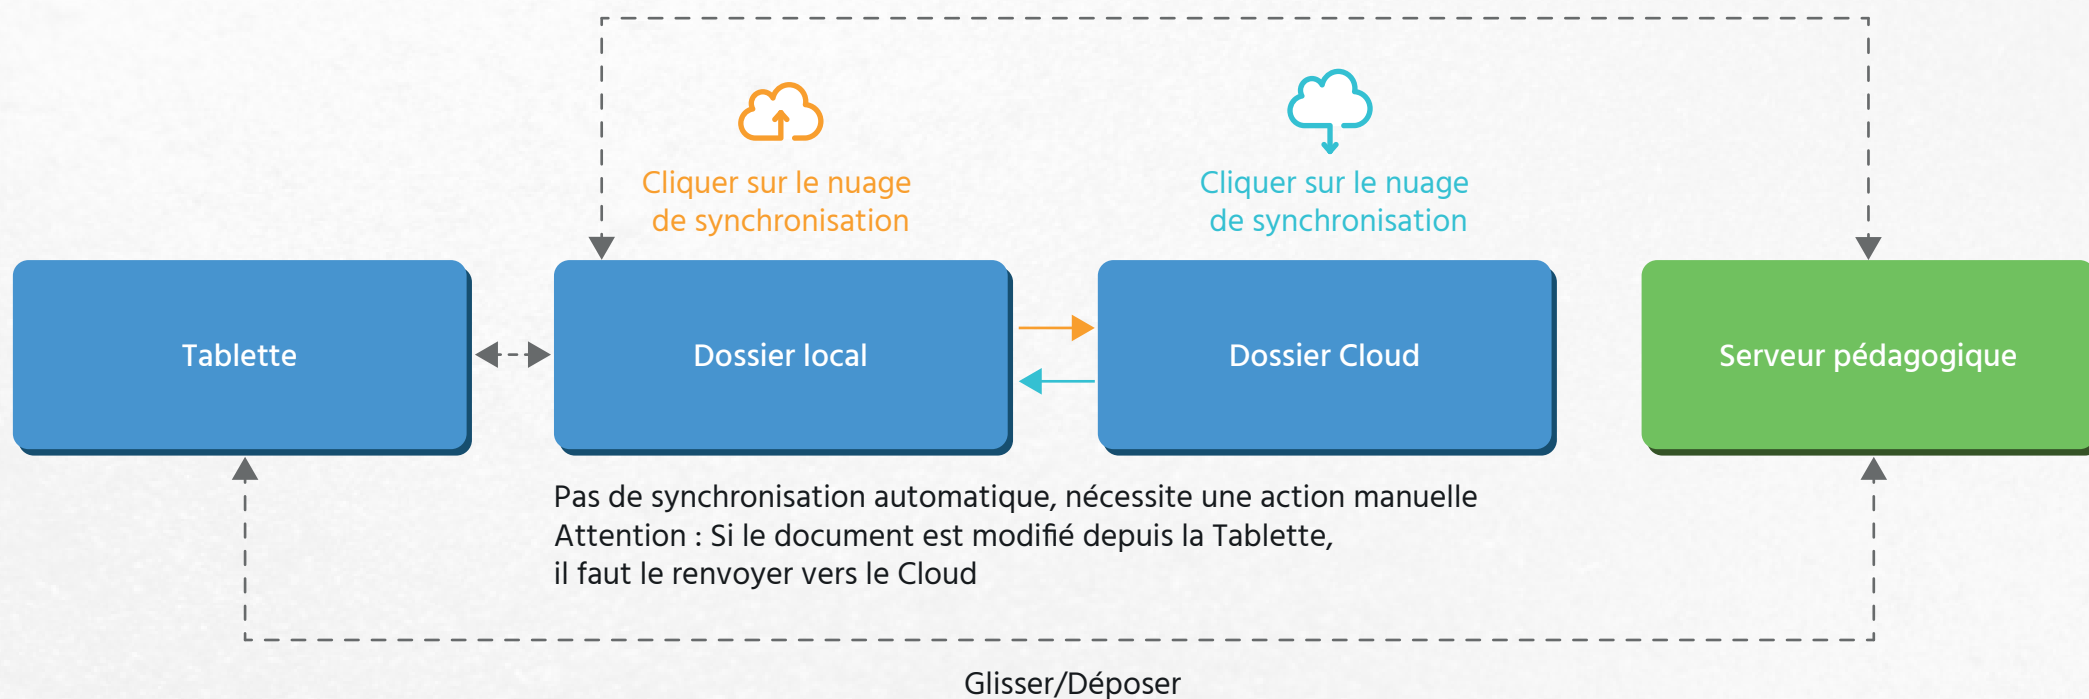 Cliquer sur le nuage
de synchronisation
Cliquer sur le nuage
de synchronisation
Tablette
Dossier local
Dossier Cloud
Serveur pédagogique
Pas de synchronisation automatique, nécessite une action manuelle
Attention : Si le document est modifié depuis la Tablette,
il faut le renvoyer vers le Cloud
Glisser/Déposer